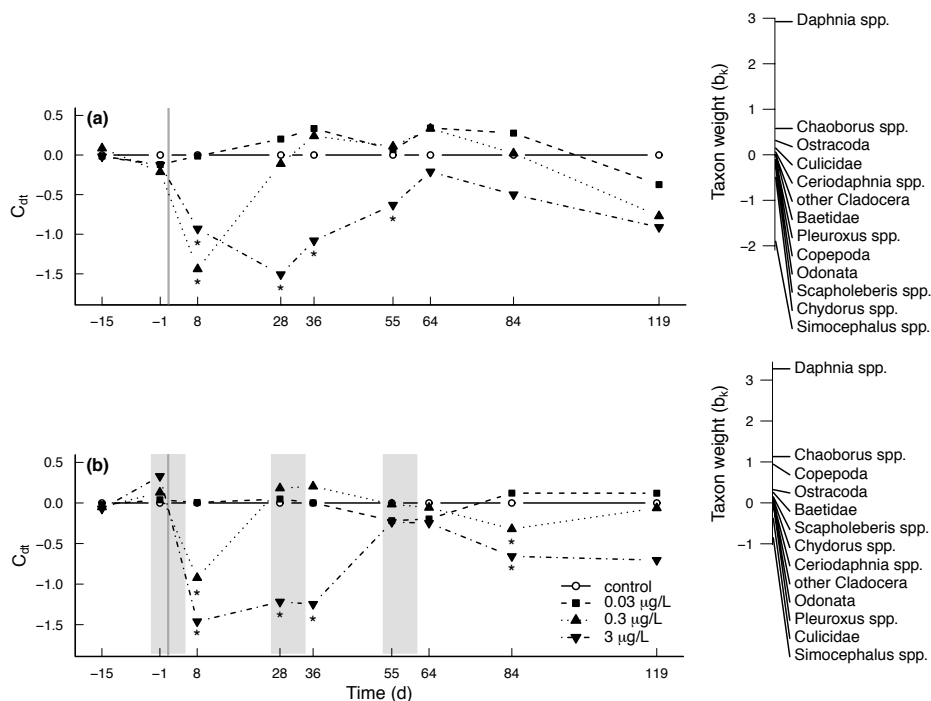 (a)
C_dt
0.5
0.0
−0.5
−1.0
−1.5
−15
−1
8
28
36
55
64
84
119
*
*
*
*
*
Taxon weight (b_k)
3
2
1
0
−1
−2
Daphnia spp.
Chaoborus spp.
Ostracoda
Culicidae
Ceriodaphnia spp.
other Cladocera
Baetidae
Pleuroxus spp.
Copepoda
Odonata
Scapholeberis spp.
Chydorus spp.
Simocephalus spp.
(b)
C_dt
0.5
0.0
−0.5
−1.0
−1.5
*
*
*
*
*
*
control
0.03 µg/L
0.3 µg/L
3 µg/L
−15
−1
8
28
36
55
64
84
119
Time (d)
Taxon weight (b_k)
3
2
1
0
−1
Daphnia spp.
Chaoborus spp.
Copepoda
Ostracoda
Baetidae
Scapholeberis spp.
Chydorus spp.
Ceriodaphnia spp.
other Cladocera
Odonata
Pleuroxus spp.
Culicidae
Simocephalus spp.